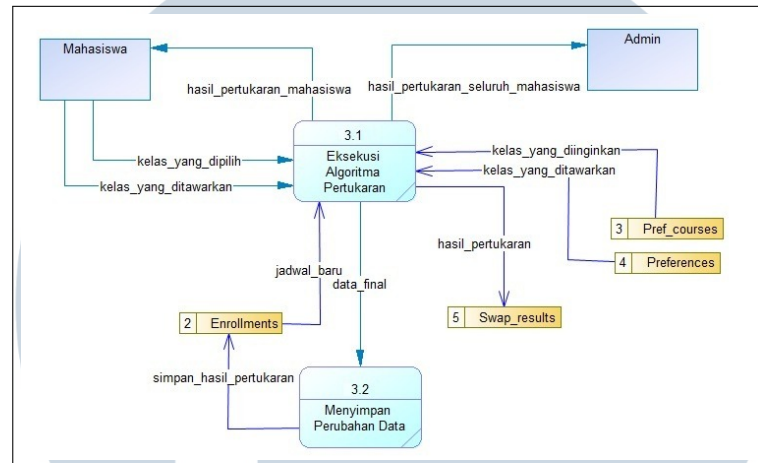 Mahasiswa
Admin
hasil_pertukaran_mahasiswa
hasil_pertukaran_seluruh_mahasiswa
3.1
Eksekusi
Algoritma
Pertukaran
kelas_yang_dipilih
kelas_yang_ditawarkan
kelas_yang_diinginkan
kelas_yang_ditawarkan
3 Pref_courses
4 Preferences
hasil_pertukaran
jadwal_baru
data_final
2 Enrollments
5 Swap_results
simpan_hasil_pertukaran
3.2
Menyimpan
Perubahan Data